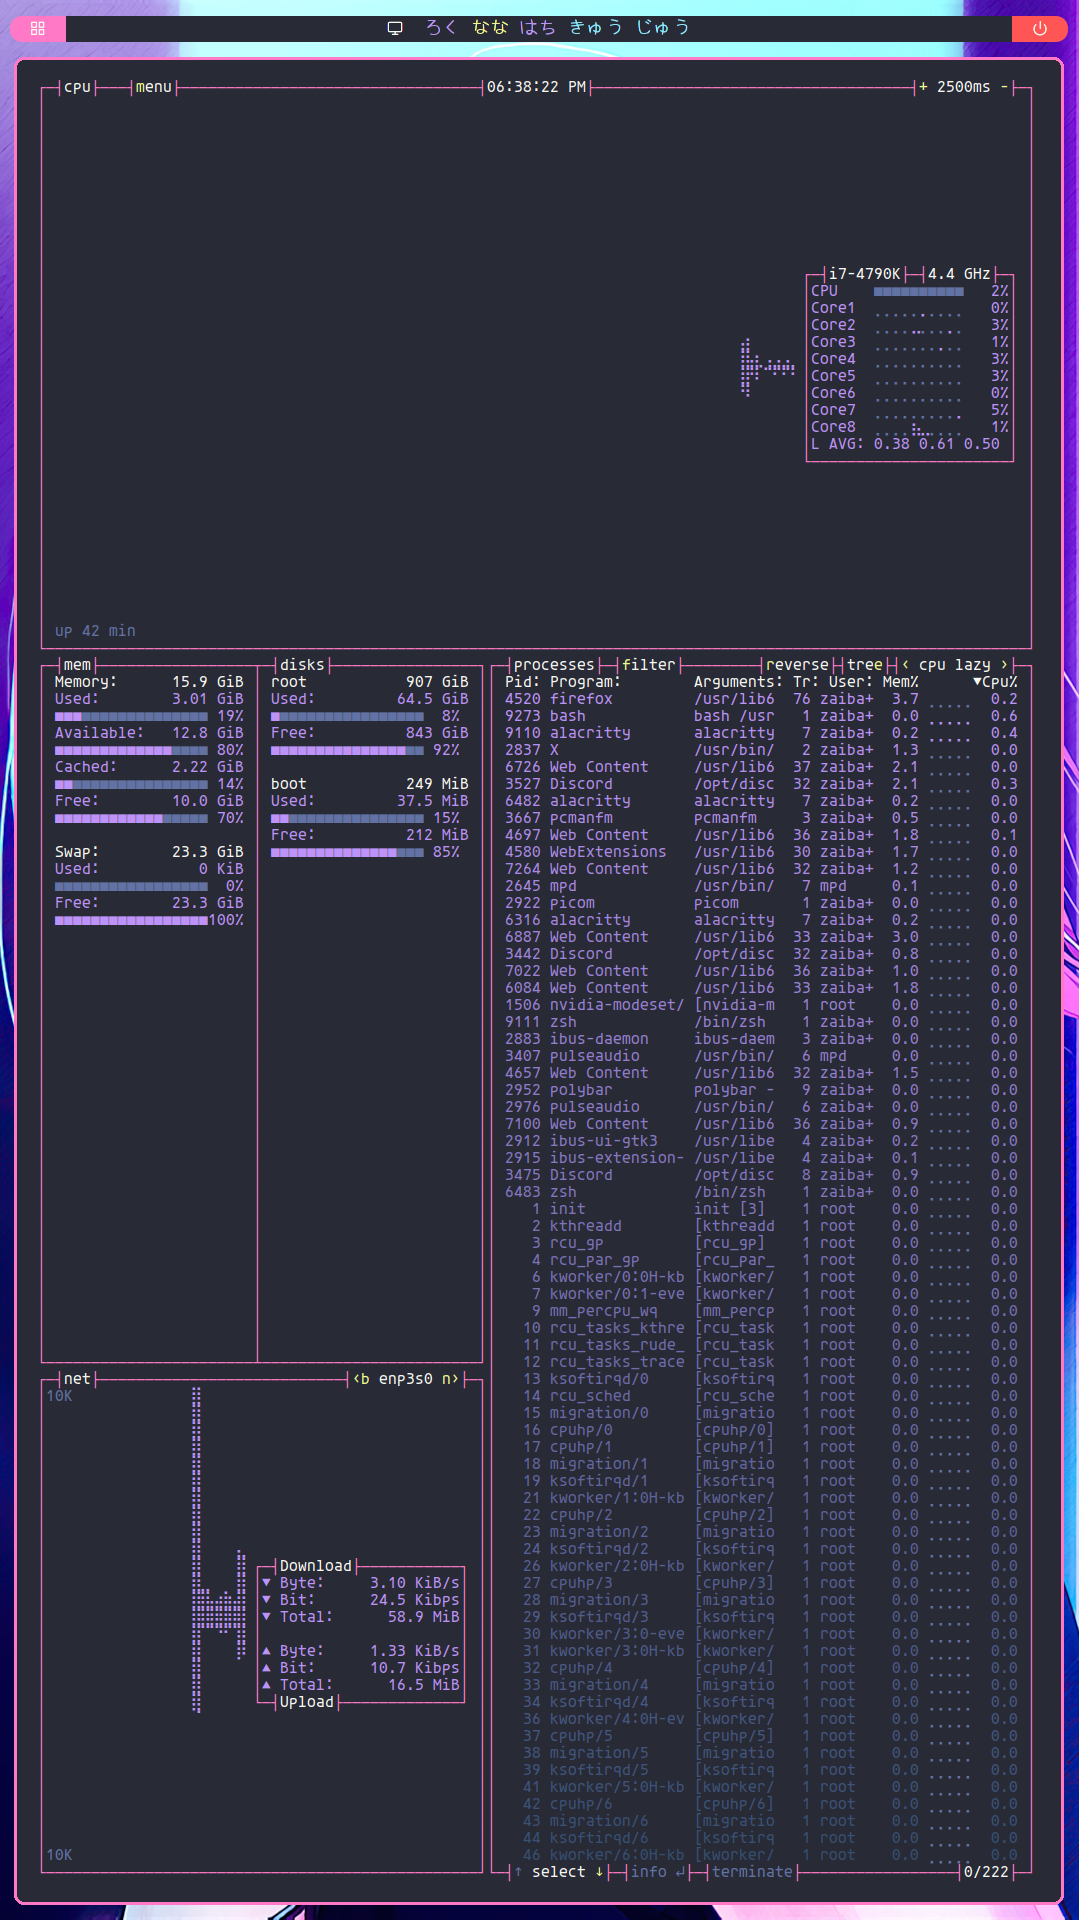 ろく なな はち きゅう じゅう
cpu menu 06:38:22 PM + 2500ms -
i7-4790K 4.4 GHz
CPU 2%
Core1 0%
Core2 3%
Core3 1%
Core4 3%
Core5 3%
Core6 0%
Core7 5%
Core8 1%
L AVG: 0.38 0.61 0.50
up 42 min
mem
Memory: 15.9 GiB
Used: 3.01 GiB
19%
Available: 12.8 GiB
80%
Cached: 2.22 GiB
14%
Free: 10.0 GiB
70%
Swap: 23.3 GiB
Used: 0 KiB
0%
Free: 23.3 GiB
100%
disks
root 907 GiB
Used: 64.5 GiB
8%
Free: 843 GiB
92%
boot 249 MiB
Used: 37.5 MiB
15%
Free: 212 MiB
85%
net <b enp3s0 n>
10K
Download
▼ Byte: 3.10 KiB/s
▼ Bit: 24.5 Kibps
▼ Total: 58.9 MiB
▲ Byte: 1.33 KiB/s
▲ Bit: 10.7 Kibps
▲ Total: 16.5 MiB
Upload
10K
processes filter reverse tree < cpu lazy >
Pid: Program: Arguments: Tr: User: Mem% ▼Cpu%
4520 firefox /usr/lib6 76 zaiba+ 3.7 0.2
9273 bash bash /usr 1 zaiba+ 0.0 0.6
9110 alacritty alacritty 7 zaiba+ 0.2 0.4
2837 X /usr/bin/ 2 zaiba+ 1.3 0.0
6726 Web Content /usr/lib6 37 zaiba+ 2.1 0.0
3527 Discord /opt/disc 32 zaiba+ 2.1 0.3
6482 alacritty alacritty 7 zaiba+ 0.2 0.0
3667 pcmanfm pcmanfm 3 zaiba+ 0.5 0.0
4697 Web Content /usr/lib6 36 zaiba+ 1.8 0.1
4580 WebExtensions /usr/lib6 30 zaiba+ 1.7 0.0
7264 Web Content /usr/lib6 32 zaiba+ 1.2 0.0
2645 mpd /usr/bin/ 7 mpd 0.1 0.0
2922 picom picom 1 zaiba+ 0.0 0.0
6316 alacritty alacritty 7 zaiba+ 0.2 0.0
6887 Web Content /usr/lib6 33 zaiba+ 3.0 0.0
3442 Discord /opt/disc 32 zaiba+ 0.8 0.0
7022 Web Content /usr/lib6 36 zaiba+ 1.0 0.0
6084 Web Content /usr/lib6 33 zaiba+ 1.8 0.0
1506 nvidia-modeset/ [nvidia-m 1 root 0.0 0.0
9111 zsh /bin/zsh 1 zaiba+ 0.0 0.0
2883 ibus-daemon ibus-daem 3 zaiba+ 0.0 0.0
3407 pulseaudio /usr/bin/ 6 mpd 0.0 0.0
4657 Web Content /usr/lib6 32 zaiba+ 1.5 0.0
2952 polybar polybar - 9 zaiba+ 0.0 0.0
2976 pulseaudio /usr/bin/ 6 zaiba+ 0.0 0.0
7100 Web Content /usr/lib6 36 zaiba+ 0.9 0.0
2912 ibus-ui-gtk3 /usr/libe 4 zaiba+ 0.2 0.0
2915 ibus-extension- /usr/libe 4 zaiba+ 0.1 0.0
3475 Discord /opt/disc 8 zaiba+ 0.9 0.0
6483 zsh /bin/zsh 1 zaiba+ 0.0 0.0
1 init init [3] 1 root 0.0 0.0
2 kthreadd [kthreadd 1 root 0.0 0.0
3 rcu_gp [rcu_gp] 1 root 0.0 0.0
4 rcu_par_gp [rcu_par_ 1 root 0.0 0.0
6 kworker/0:0H-kb [kworker/ 1 root 0.0 0.0
7 kworker/0:1-eve [kworker/ 1 root 0.0 0.0
9 mm_percpu_wq [mm_percp 1 root 0.0 0.0
10 rcu_tasks_kthre [rcu_task 1 root 0.0 0.0
11 rcu_tasks_rude_ [rcu_task 1 root 0.0 0.0
12 rcu_tasks_trace [rcu_task 1 root 0.0 0.0
13 ksoftirqd/0 [ksoftirq 1 root 0.0 0.0
14 rcu_sched [rcu_sche 1 root 0.0 0.0
15 migration/0 [migratio 1 root 0.0 0.0
16 cpuhp/0 [cpuhp/0] 1 root 0.0 0.0
17 cpuhp/1 [cpuhp/1] 1 root 0.0 0.0
18 migration/1 [migratio 1 root 0.0 0.0
19 ksoftirqd/1 [ksoftirq 1 root 0.0 0.0
21 kworker/1:0H-kb [kworker/ 1 root 0.0 0.0
22 cpuhp/2 [cpuhp/2] 1 root 0.0 0.0
23 migration/2 [migratio 1 root 0.0 0.0
24 ksoftirqd/2 [ksoftirq 1 root 0.0 0.0
26 kworker/2:0H-kb [kworker/ 1 root 0.0 0.0
27 cpuhp/3 [cpuhp/3] 1 root 0.0 0.0
28 migration/3 [migratio 1 root 0.0 0.0
29 ksoftirqd/3 [ksoftirq 1 root 0.0 0.0
30 kworker/3:0-eve [kworker/ 1 root 0.0 0.0
31 kworker/3:0H-kb [kworker/ 1 root 0.0 0.0
32 cpuhp/4 [cpuhp/4] 1 root 0.0 0.0
33 migration/4 [migratio 1 root 0.0 0.0
34 ksoftirqd/4 [ksoftirq 1 root 0.0 0.0
36 kworker/4:0H-ev [kworker/ 1 root 0.0 0.0
37 cpuhp/5 [cpuhp/5] 1 root 0.0 0.0
38 migration/5 [migratio 1 root 0.0 0.0
39 ksoftirqd/5 [ksoftirq 1 root 0.0 0.0
41 kworker/5:0H-kb [kworker/ 1 root 0.0 0.0
42 cpuhp/6 [cpuhp/6] 1 root 0.0 0.0
43 migration/6 [migratio 1 root 0.0 0.0
44 ksoftirqd/6 [ksoftirq 1 root 0.0 0.0
46 kworker/6:0H-kb [kworker/ 1 root 0.0 0.0
↑ select ↓ info ↲ terminate 0/222